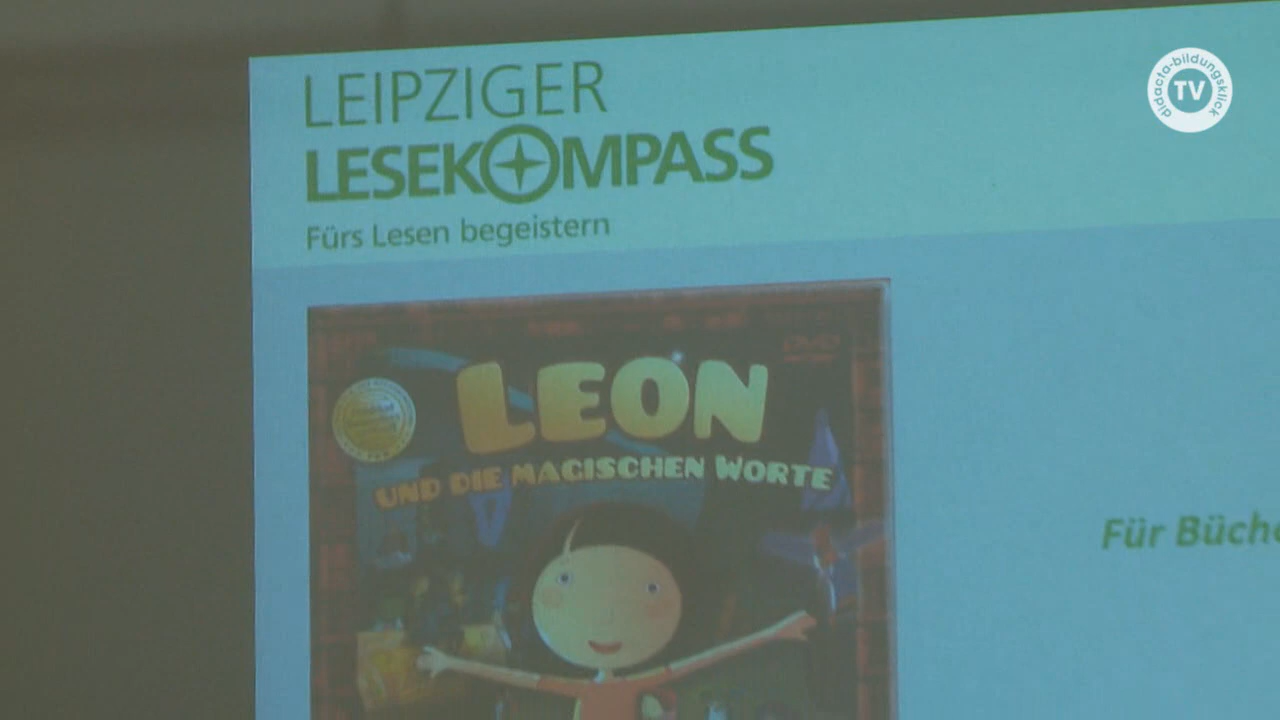 LEIPZIGER
LESEKOMPASS
Fürs Lesen begeistern
didacta-bildungsklick
TV
LEON
UND DIE MAGISCHEN WORTE
DVD
Für Büche